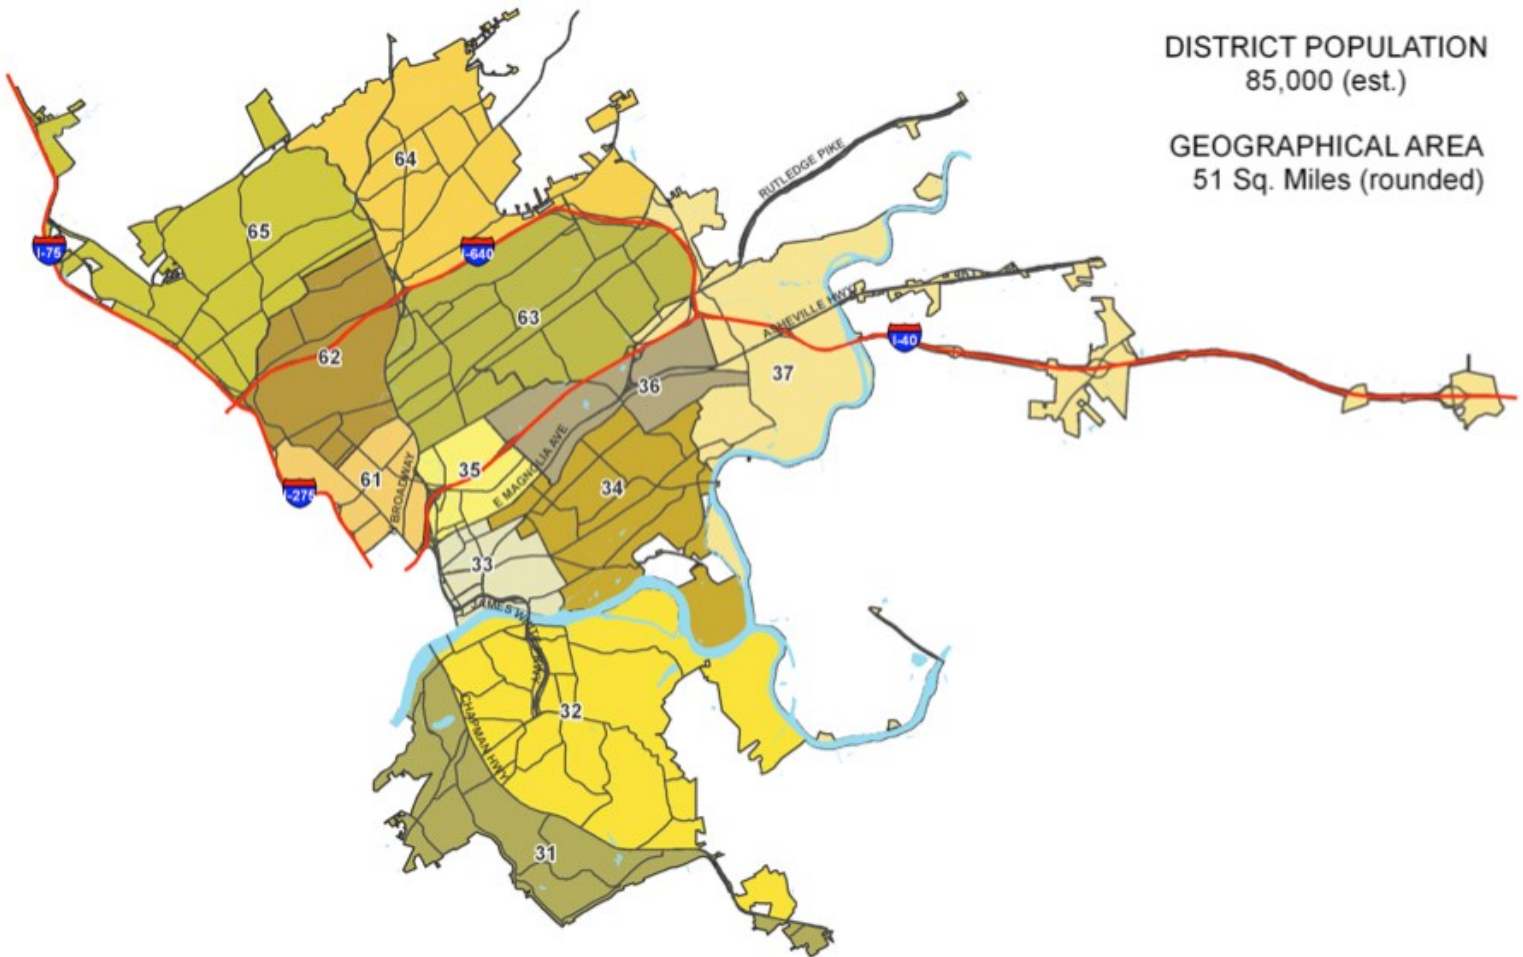 DISTRICT POPULATION
85,000 (est.)
GEOGRAPHICAL AREA
51 Sq. Miles (rounded)
64
RUTLEDGE PIKE
65
I-75
I-640
63
ASHEVILLE HWY
I-40
62
36
37
35
E MAGNOLIA AVE
61
BROADWAY
34
I-275
33
32
CHAPMAN HWY
31